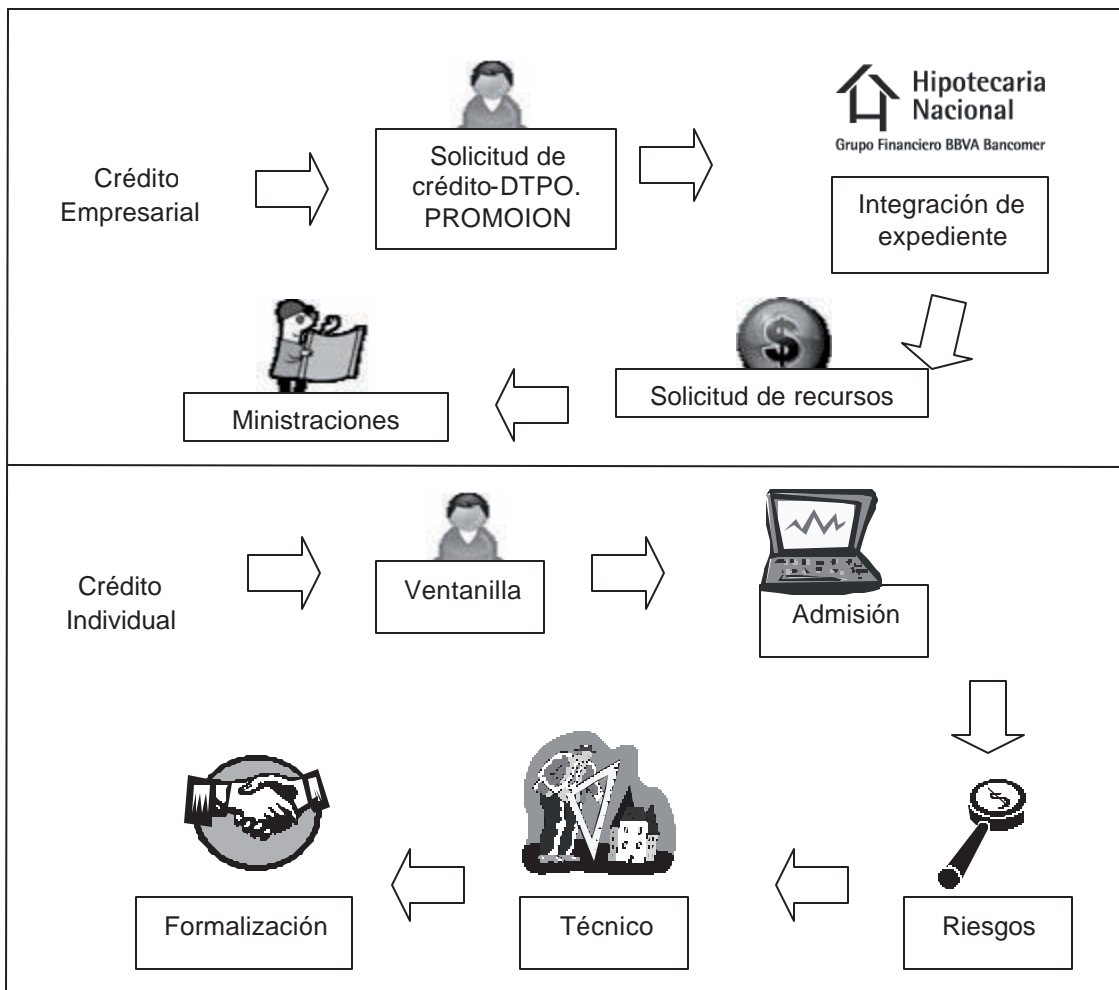 Crédito
Empresarial
Solicitud de
crédito-DTPO.
PROMOION
Hipotecaria
Nacional
Grupo Financiero BBVA Bancomer
Integración de
expediente
Solicitud de recursos
Ministraciones
Crédito
Individual
Ventanilla
Admisión
Riesgos
Técnico
Formalización